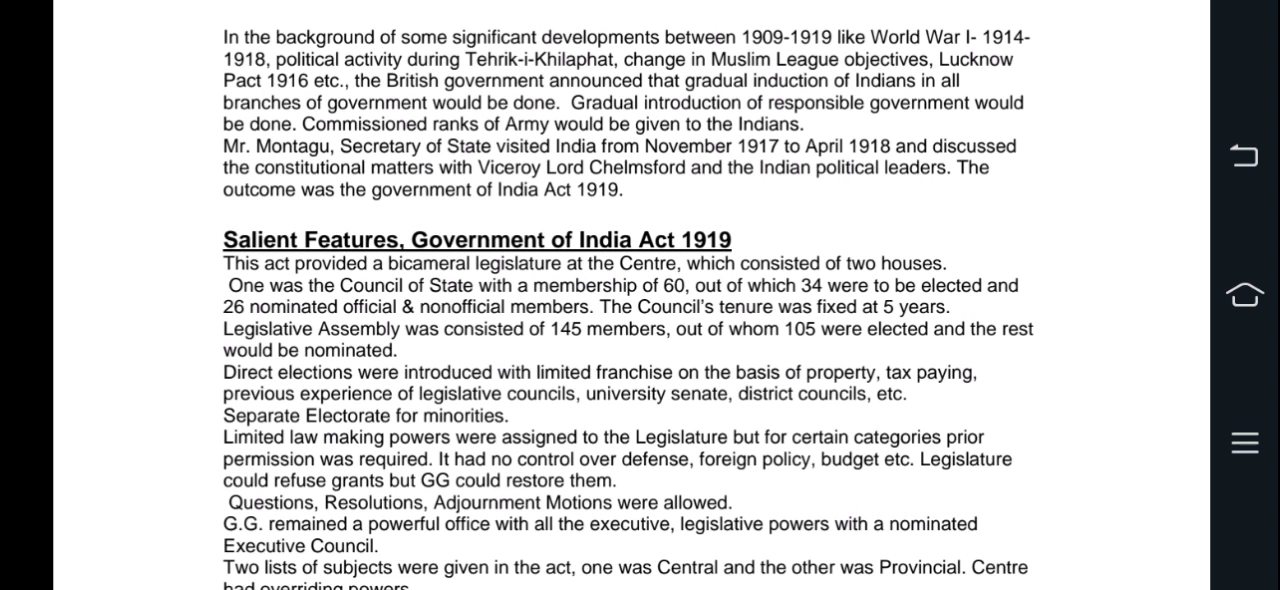 In the background of some significant developments between 1909-1919 like World War I- 1914-
1918, political activity during Tehrik-i-Khilaphat, change in Muslim League objectives, Lucknow
Pact 1916 etc., the British government announced that gradual induction of Indians in all
branches of government would be done.  Gradual introduction of responsible government would
be done. Commissioned ranks of Army would be given to the Indians.
Mr. Montagu, Secretary of State visited India from November 1917 to April 1918 and discussed
the constitutional matters with Viceroy Lord Chelmsford and the Indian political leaders. The
outcome was the government of India Act 1919.
Salient Features, Government of India Act 1919
This act provided a bicameral legislature at the Centre, which consisted of two houses.
One was the Council of State with a membership of 60, out of which 34 were to be elected and
26 nominated official & nonofficial members. The Council's tenure was fixed at 5 years.
Legislative Assembly was consisted of 145 members, out of whom 105 were elected and the rest
would be nominated.
Direct elections were introduced with limited franchise on the basis of property, tax paying,
previous experience of legislative councils, university senate, district councils, etc.
Separate Electorate for minorities.
Limited law making powers were assigned to the Legislature but for certain categories prior
permission was required. It had no control over defense, foreign policy, budget etc. Legislature
could refuse grants but GG could restore them.
Questions, Resolutions, Adjournment Motions were allowed.
G.G. remained a powerful office with all the executive, legislative powers with a nominated
Executive Council.
Two lists of subjects were given in the act, one was Central and the other was Provincial. Centre
had overriding powers.